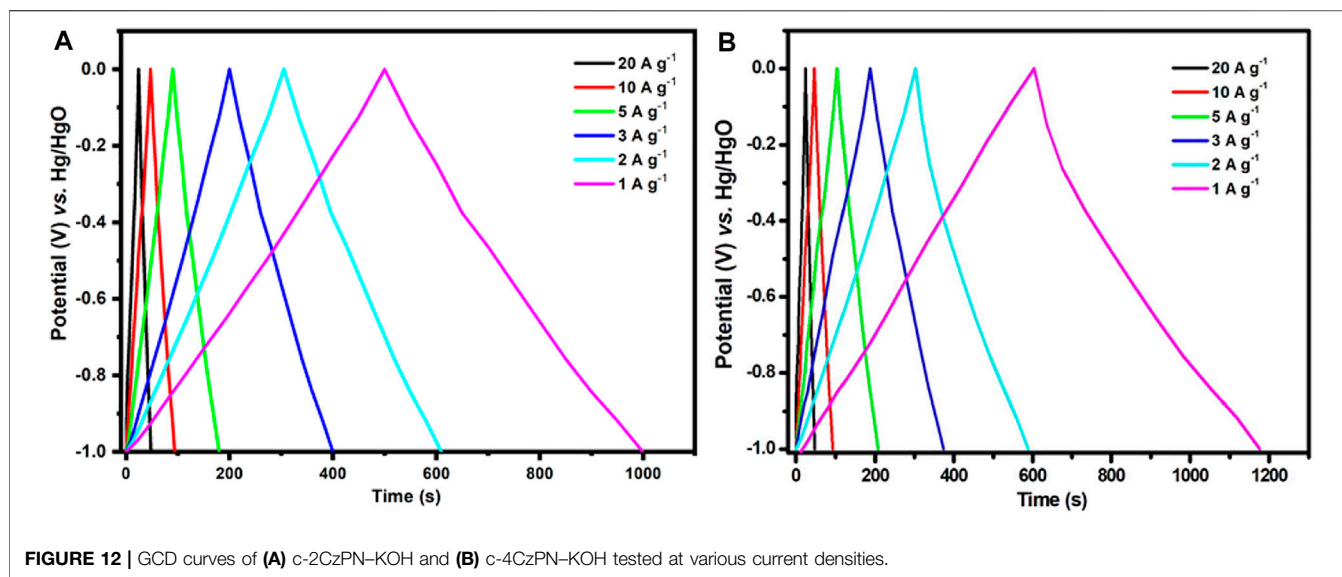 A
20 A g⁻¹
10 A g⁻¹
5 A g⁻¹
3 A g⁻¹
2 A g⁻¹
1 A g⁻¹
0.0
-0.2
-0.4
-0.6
-0.8
-1.0
Potential (V) vs. Hg/HgO
0 200 400 600 800 1000
Time (s)
B
20 A g⁻¹
10 A g⁻¹
5 A g⁻¹
3 A g⁻¹
2 A g⁻¹
1 A g⁻¹
0.0
-0.2
-0.4
-0.6
-0.8
-1.0
Potential (V) vs. Hg/HgO
0 200 400 600 800 1000 1200
Time (s)
FIGURE 12 | GCD curves of (A) c-2CzPN–KOH and (B) c-4CzPN–KOH tested at various current densities.